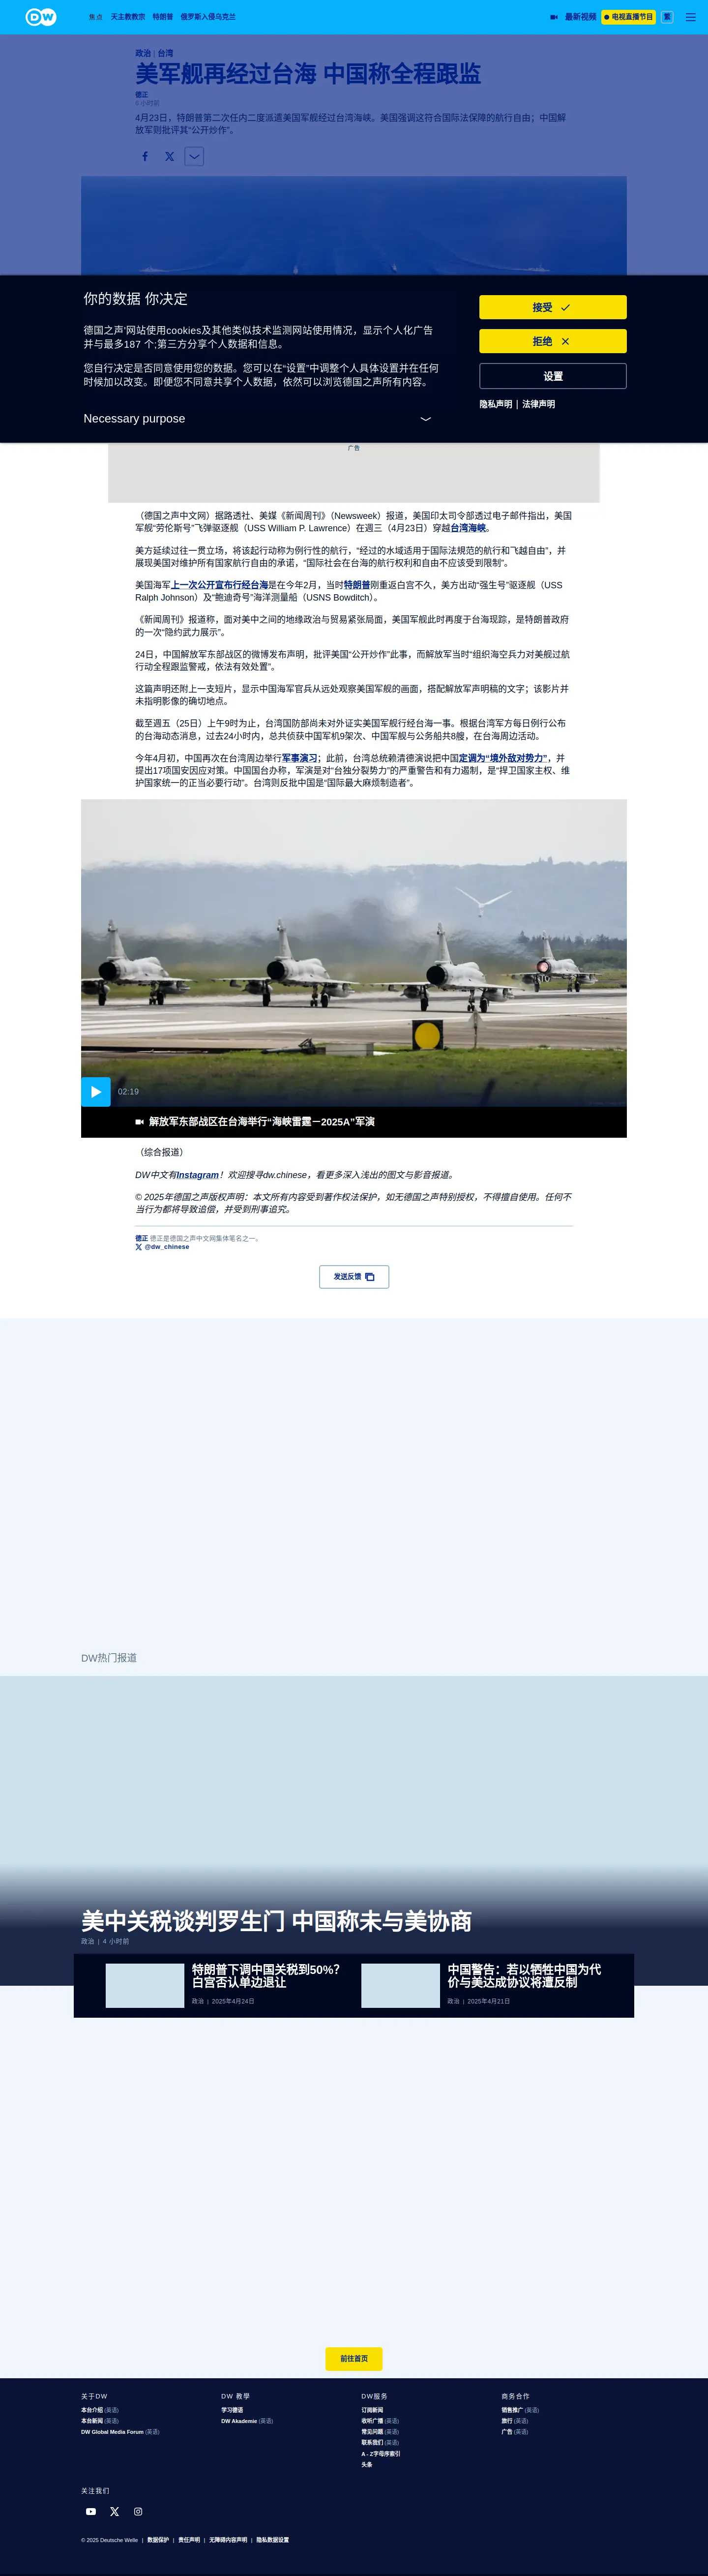 DW
焦点 天主教教宗 特朗普 俄罗斯入侵乌克兰
最新视频 电视直播节目 繁
政治 | 台湾
美军舰再经过台海 中国称全程跟监
德正
6 小时前
4月23日，特朗普第二次任内二度派遣美国军舰经过台湾海峡。美国强调这符合国际法保障的航行自由；中国解
放军则批评其“公开炒作”。
你的数据 你决定
德国之声'网站使用cookies及其他类似技术监测网站使用情况，显示个人化广告
并与最多187 个;第三方分享个人数据和信息。
您自行决定是否同意使用您的数据。您可以在“设置”中调整个人具体设置并在任何
时候加以改变。即便您不同意共享个人数据，依然可以浏览德国之声所有内容。
Necessary purpose
接受
拒绝
设置
隐私声明 | 法律声明
广告
（德国之声中文网）据路透社、美媒《新闻周刊》（Newsweek）报道，美国印太司令部透过电子邮件指出，美国
军舰“劳伦斯号”飞弹驱逐舰（USS William P. Lawrence）在週三（4月23日）穿越台湾海峡。
美方延续过往一贯立场，将该起行动称为例行性的航行，“经过的水域适用于国际法规范的航行和飞越自由”，并
展现美国对维护所有国家航行自由的承诺，“国际社会在台海的航行权利和自由不应该受到限制”。
美国海军上一次公开宣布行经台海是在今年2月，当时特朗普刚重返白宫不久，美方出动“强生号”驱逐舰（USS
Ralph Johnson）及“鲍迪奇号”海洋测量船（USNS Bowditch）。
《新闻周刊》报道称，面对美中之间的地缘政治与贸易紧张局面，美国军舰此时再度于台海现踪，是特朗普政府
的一次“隐约武力展示”。
24日，中国解放军东部战区的微博发布声明，批评美国“公开炒作”此事，而解放军当时“组织海空兵力对美舰过航
行动全程跟监警戒，依法有效处置”。
这篇声明还附上一支短片，显示中国海军官兵从远处观察美国军舰的画面，搭配解放军声明稿的文字；该影片并
未指明影像的确切地点。
截至週五（25日）上午9时为止，台湾国防部尚未对外证实美国军舰行经台海一事。根据台湾军方每日例行公布
的台海动态消息，过去24小时内，总共侦获中国军机9架次、中国军舰与公务船共8艘，在台海周边活动。
今年4月初，中国再次在台湾周边举行军事演习；此前，台湾总统赖清德演说把中国定调为“境外敌对势力”，并
提出17项国安因应对策。中国国台办称，军演是对“台独分裂势力”的严重警告和有力遏制，是“捍卫国家主权、维
护国家统一的正当必要行动”。台湾则反批中国是“国际最大麻烦制造者”。
02:19
解放军东部战区在台海举行“海峡雷霆－2025A”军演
（综合报道）
DW中文有Instagram！欢迎搜寻dw.chinese，看更多深入浅出的图文与影音报道。
© 2025年德国之声版权声明：本文所有内容受到著作权法保护，如无德国之声特别授权，不得擅自使用。任何不
当行为都将导致追偿，并受到刑事追究。
德正 德正是德国之声中文网集体笔名之一。
@dw_chinese
发送反馈
DW热门报道
美中关税谈判罗生门 中国称未与美协商
政治 | 4 小时前
特朗普下调中国关税到50%？
白宫否认单边退让
政治 | 2025年4月24日
中国警告：若以牺牲中国为代
价与美达成协议将遭反制
政治 | 2025年4月21日
前往首页
关于DW
本台介绍 (英语)
本台新闻 (英语)
DW Global Media Forum (英语)
DW 教學
学习德语
DW Akademie (英语)
DW服务
订阅新闻
收听广播 (英语)
常见问题 (英语)
联系我们 (英语)
A - Z字母序索引
头条
商务合作
销售推广 (英语)
旅行 (英语)
广告 (英语)
关注我们
© 2025 Deutsche Welle | 数据保护 | 责任声明 | 无障碍内容声明 | 隐私数据设置